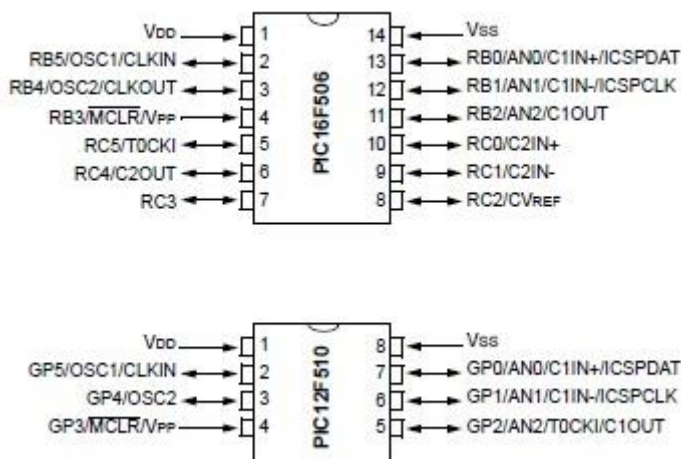 VDD 1 14 VSS
RB5/OSC1/CLKIN 2 13 RB0/AN0/C1IN+/ICSPDAT
RB4/OSC2/CLKOUT 3 12 RB1/AN1/C1IN-/ICSPCLK
RB3/MCLR/VPP 4 11 RB2/AN2/C1OUT
RC5/T0CKI 5 10 RC0/C2IN+
RC4/C2OUT 6 9 RC1/C2IN-
RC3 7 8 RC2/CVREF
PIC16F506
VDD 1 8 VSS
GP5/OSC1/CLKIN 2 7 GP0/AN0/C1IN+/ICSPDAT
GP4/OSC2 3 6 GP1/AN1/C1IN-/ICSPCLK
GP3/MCLR/VPP 4 5 GP2/AN2/T0CKI/C1OUT
PIC12F510